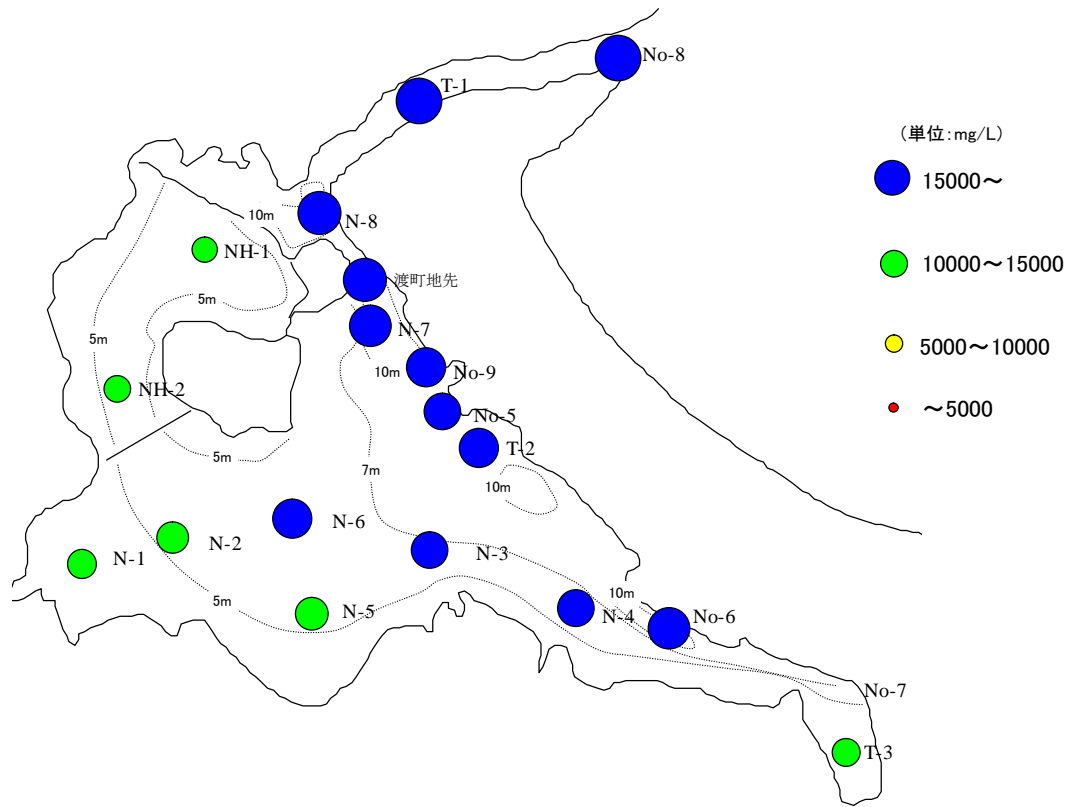 No-8
T-1
（単位:mg/L）
15000～
10m
N-8
NH-1
10000～15000
渡町地先
5m
N-7
5m
5000～10000
10m
No-9
NH-2
～5000
No-5
T-2
5m
7m
10m
N-6
N-2
N-3
N-1
10m
5m
N-5
N-4
No-6
No-7
T-3